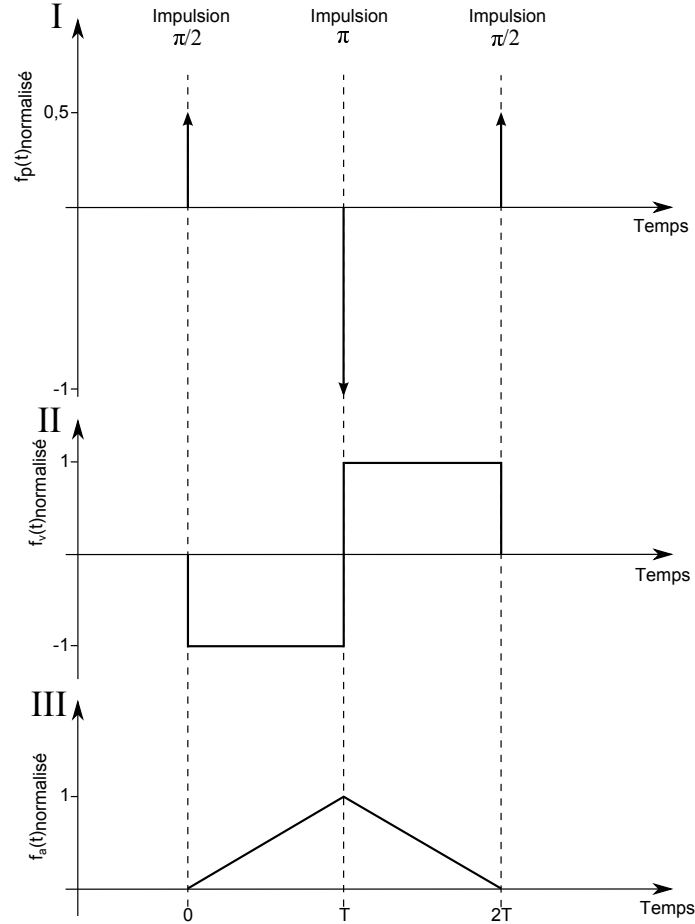 I
Impulsion
π/2
Impulsion
π
Impulsion
π/2
fp(t)normalisé
0,5
-1
Temps
II
fv(t)normalisé
1
-1
Temps
III
fa(t)normalisé
1
0
T
2T
Temps